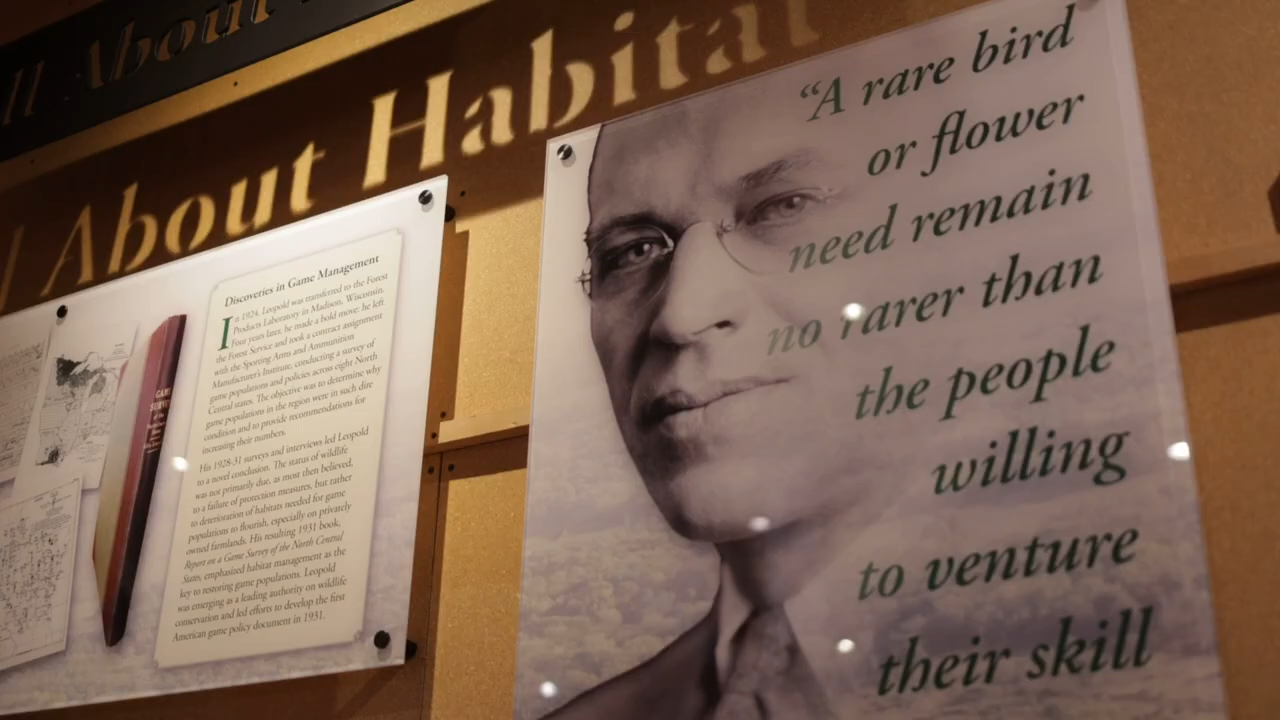 ll About
All About Habitat
Discoveries in Game Management
In 1924, Leopold was transferred to the Forest
Products Laboratory in Madison, Wisconsin.
Four years later, he made a bold move: he left
the Forest Service and took a contract assignment
with the Sporting Arms and Ammunition
Manufacturer's Institute, conducting a survey of
game populations and policies across eight North
Central states. The objective was to determine why
game populations in the region were in such dire
condition and to provide recommendations for
increasing their numbers.
His 1928-31 surveys and interviews led Leopold
to a novel conclusion. The status of wildlife
was not primarily due, as most then believed,
to a failure of protection measures, but rather
to deterioration of habitats needed for game
populations to flourish, especially on privately
owned farmlands. His resulting 1931 book,
Report on a Game Survey of the North Central
States, emphasized habitat management as the
key to restoring game populations. Leopold
was emerging as a leading authority on wildlife
conservation and led efforts to develop the first
American game policy document in 1931.
GAME
SURVEY
of the
“A rare bird
or flower
need remain
no rarer than
the people
willing
to venture
their skill